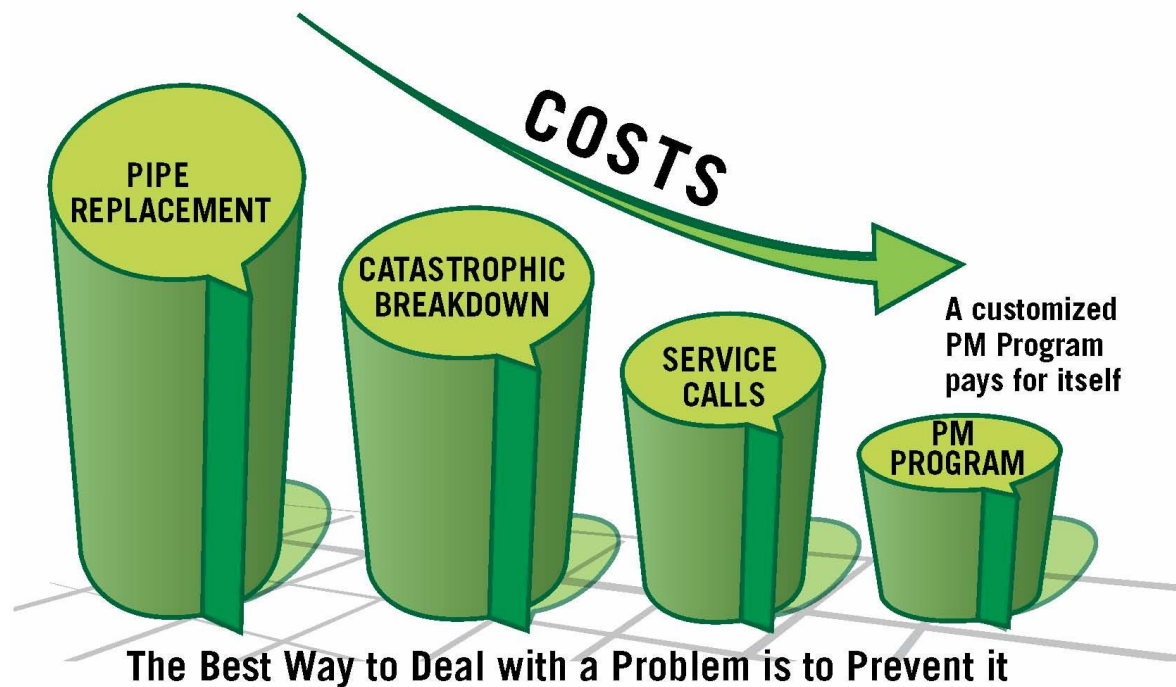 COSTS
PIPE
REPLACEMENT
CATASTROPHIC
BREAKDOWN
SERVICE
CALLS
A customized
PM Program
pays for itself
PM
PROGRAM
The Best Way to Deal with a Problem is to Prevent it